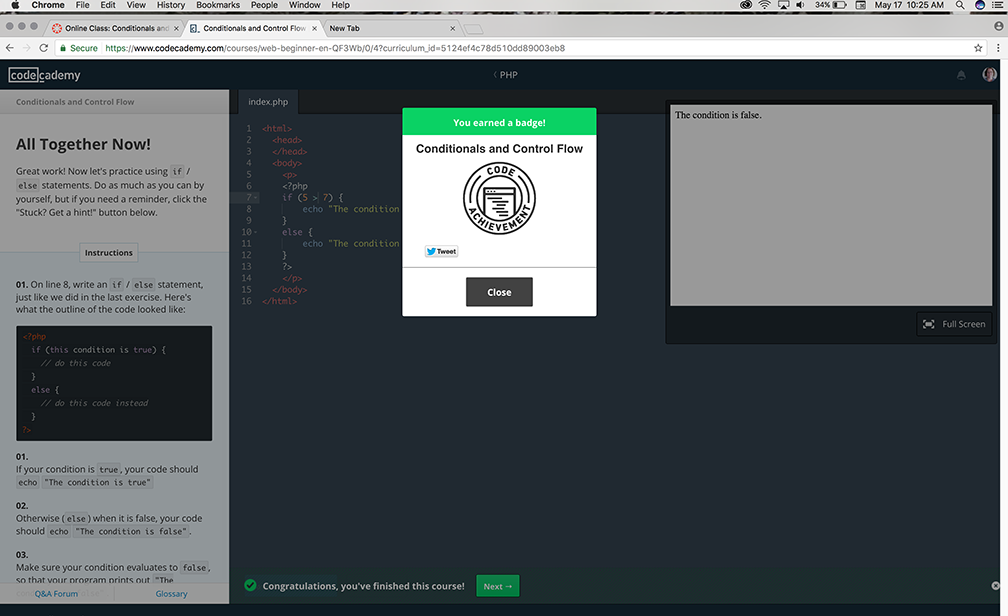 Chrome File Edit View History Bookmarks People Window Help 34% May 17 10:25 AM
Online Class: Conditionals and Conditionals and Control Flow New Tab
Secure https://www.codecademy.com/courses/web-beginner-en-QF3Wb/0/4?curriculum_id=5124ef4c78d510dd89003eb8
codecademy
PHP
Conditionals and Control Flow
All Together Now!
Great work! Now let's practice using if /
else statements. Do as much as you can by
yourself, but if you need a reminder, click the
"Stuck? Get a hint!" button below.
Instructions
01. On line 8, write an if / else statement,
just like we did in the last exercise. Here's
what the outline of the code looked like:
<?php
if (this condition is true) {
// do this code
}
else {
// do this code instead
}
?>
01.
If your condition is true, your code should
echo "The condition is true"
02.
Otherwise (else) when it is false, your code
should echo "The condition is false".
03.
Make sure your condition evaluates to false,
so that your program prints out "The
Q&A Forum Glossary
index.php
1 <html>
2 <head>
3 </head>
4 <body>
5 <p>
6 <?php
7 if (5 > 7) {
8 echo "The condition
9 }
10 else {
11 echo "The condition
12 }
13 ?>
14 </p>
15 </body>
16 </html>
You earned a badge!
Conditionals and Control Flow
CODE
ACHIEVEMENT
Tweet
Close
The condition is false.
Full Screen
Congratulations, you've finished this course! Next →